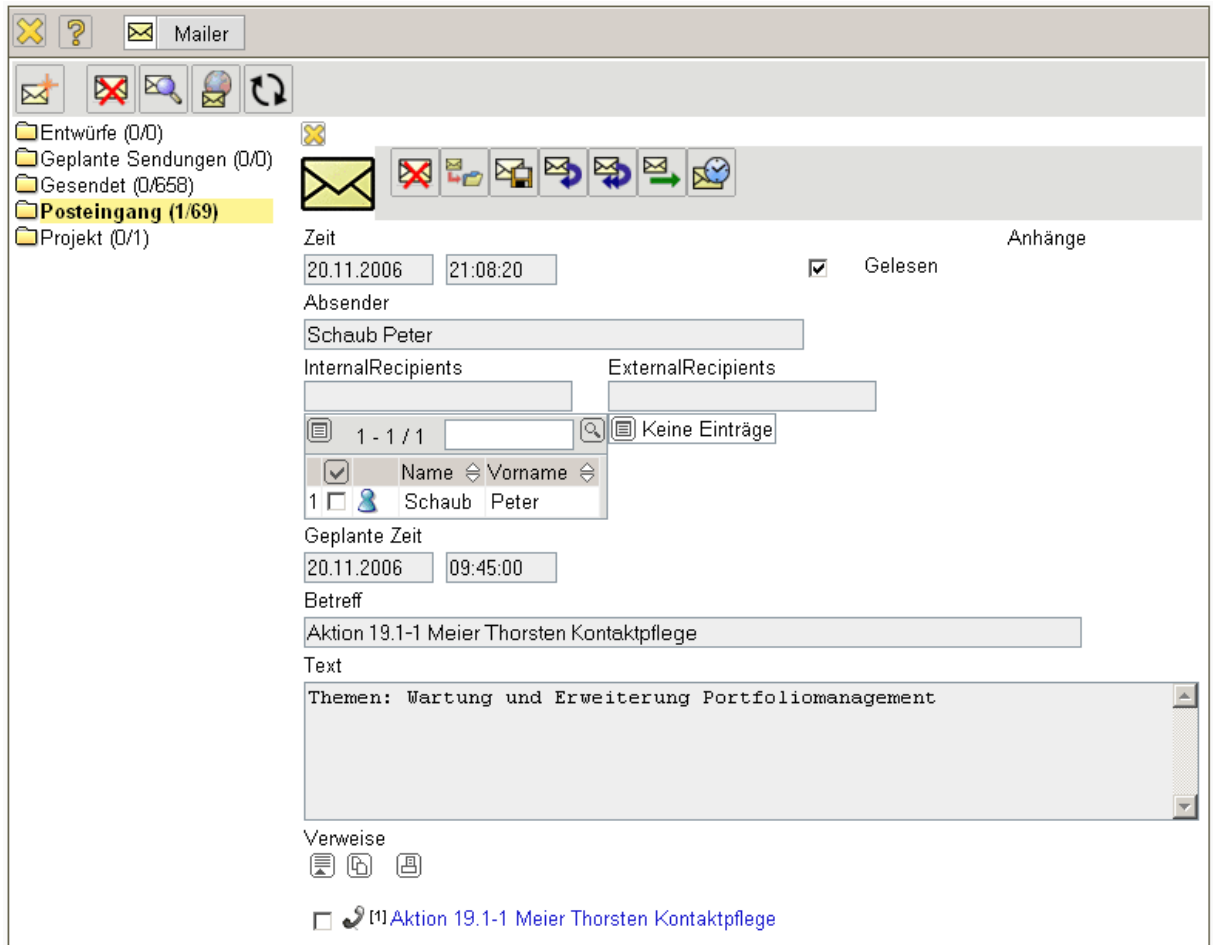 Mailer
Entwürfe (0/0)
Geplante Sendungen (0/0)
Gesendet (0/658)
Posteingang (1/69)
Projekt (0/1)
Zeit
Anhänge
20.11.2006 21:08:20 Gelesen
Absender
Schaub Peter
InternalRecipients ExternalRecipients
1 - 1 / 1 Keine Einträge
Name Vorname
1 Schaub Peter
Geplante Zeit
20.11.2006 09:45:00
Betreff
Aktion 19.1-1 Meier Thorsten Kontaktpflege
Text
Themen: Wartung und Erweiterung Portfoliomanagement
Verweise
[1] Aktion 19.1-1 Meier Thorsten Kontaktpflege